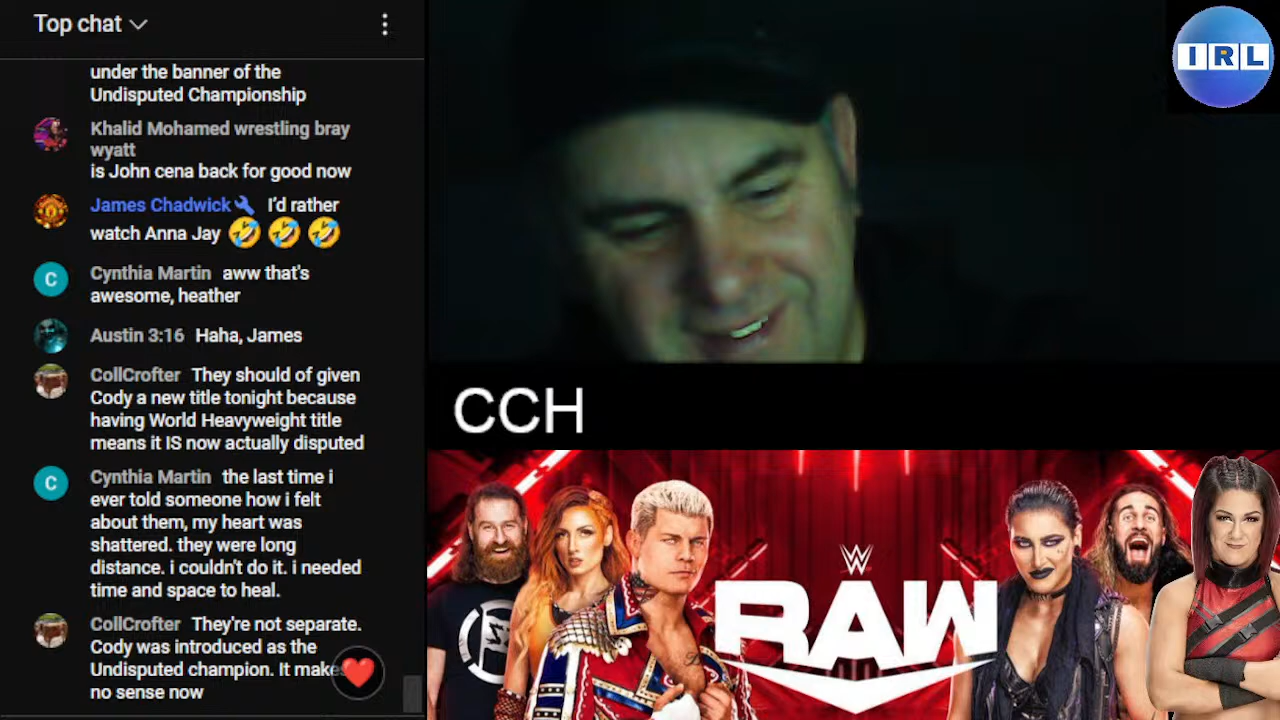 Top chat
under the banner of the
Undisputed Championship
Khalid Mohamed wrestling bray
wyatt
is John cena back for good now
James Chadwick I'd rather
watch Anna Jay
Cynthia Martin aww that's
awesome, heather
Austin 3:16 Haha, James
CollCrofter They should of given
Cody a new title tonight because
having World Heavyweight title
means it IS now actually disputed
C
Cynthia Martin the last time i
ever told someone how i felt
about them, my heart was
shattered. they were long
distance. i couldn't do it. i needed
time and space to heal.
CollCrofter They're not separate.
Cody was introduced as the
Undisputed champion. It make
no sense now
IRL
CCH
W
RAW